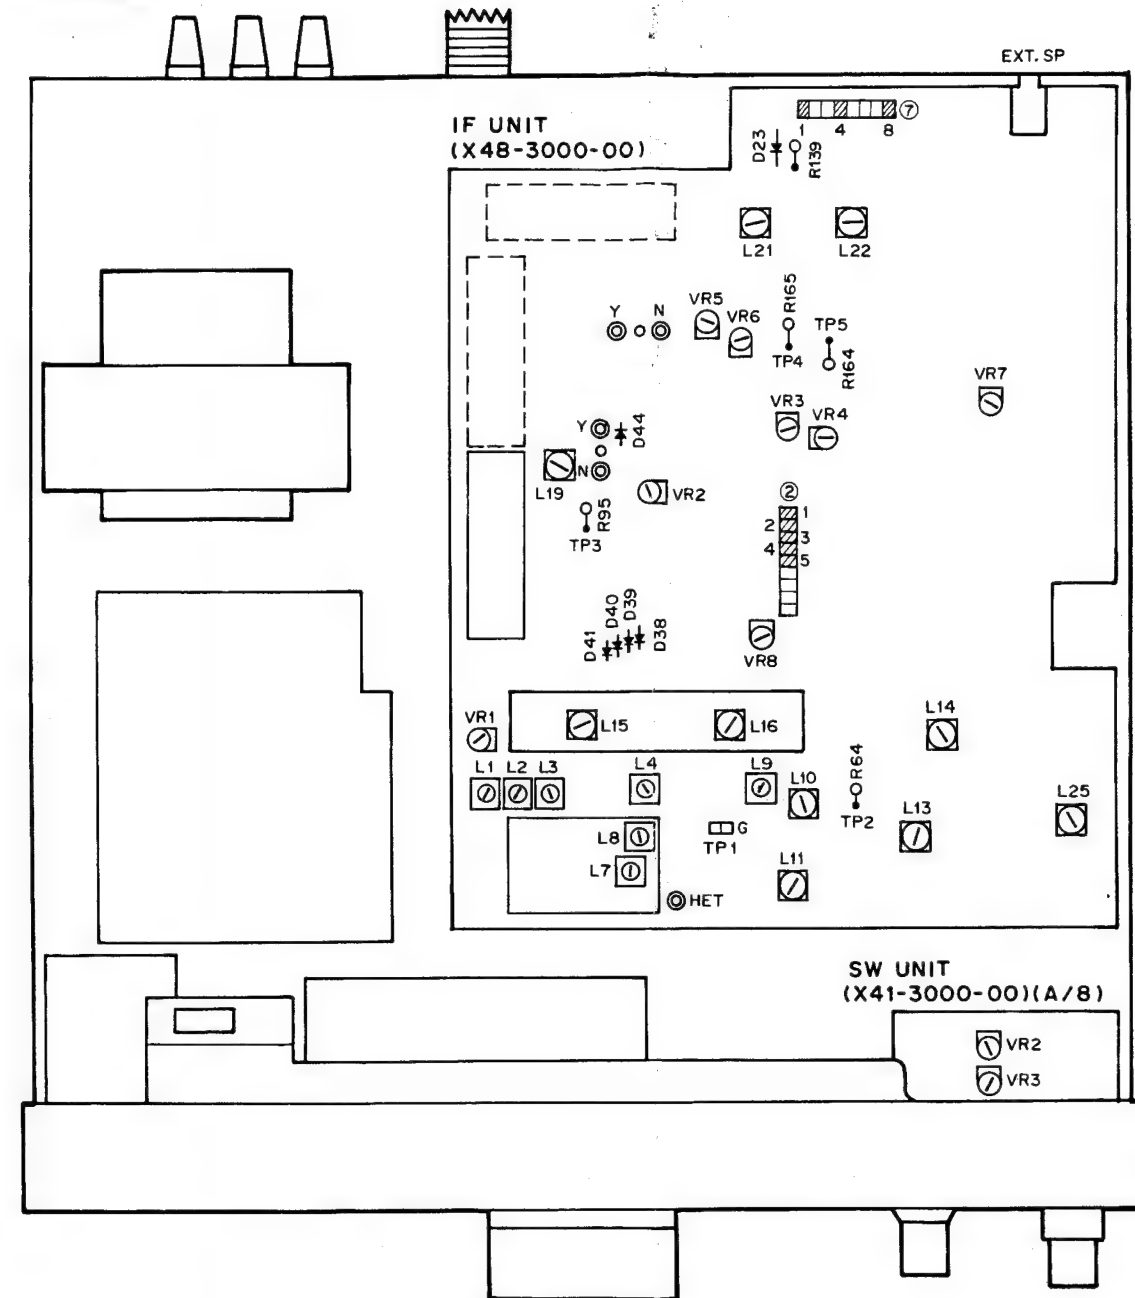 EXT. SP
IF UNIT
(X48-3000-00)
7
1 4 8
D23
R139
L21
L22
R165
VR5
Y N
VR6
TP5
TP4
R164
VR7
VR3
VR4
Y
D44
N
L19
VR2
2
R95
TP3
1
2
3
4
5
D40
D39
D41
D38
VR8
VR1
L15
L16
L14
L1 L2 L3
L4
L9
L10
R64
TP2
L13
L25
L8
G
TP1
L7
L11
HET
SW UNIT
(X41-3000-00)(A/8)
VR2
VR3